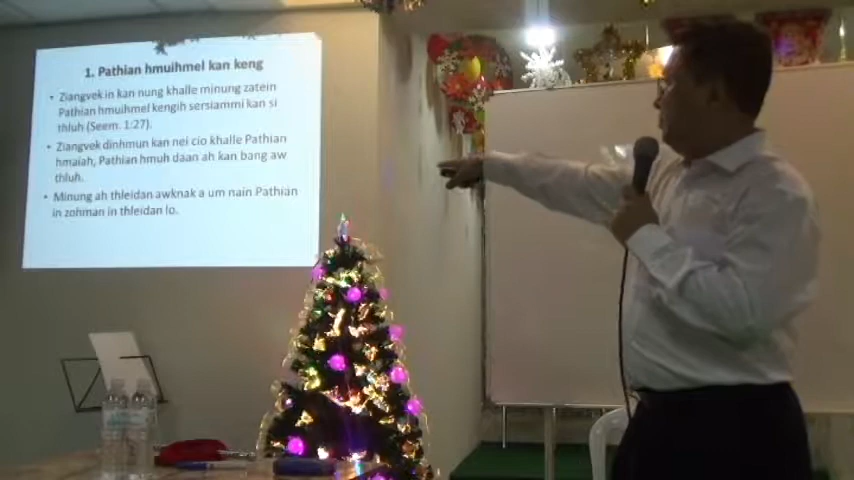 1. Pathian hmuihmel kan keng
• Ziangvek in kan nung khalle minung zatein
Pathian hmuihmel kengih sersiammi kan si
thluh (Seem. 1:27).
• Ziangvek dinhmun kan nei cio khalle Pathian
hmaiah, Pathian hmuh daan ah kan bang aw
thluh.
• Minung ah thleidan awknak a um nain Pathian
in zohman in thleidan lo.